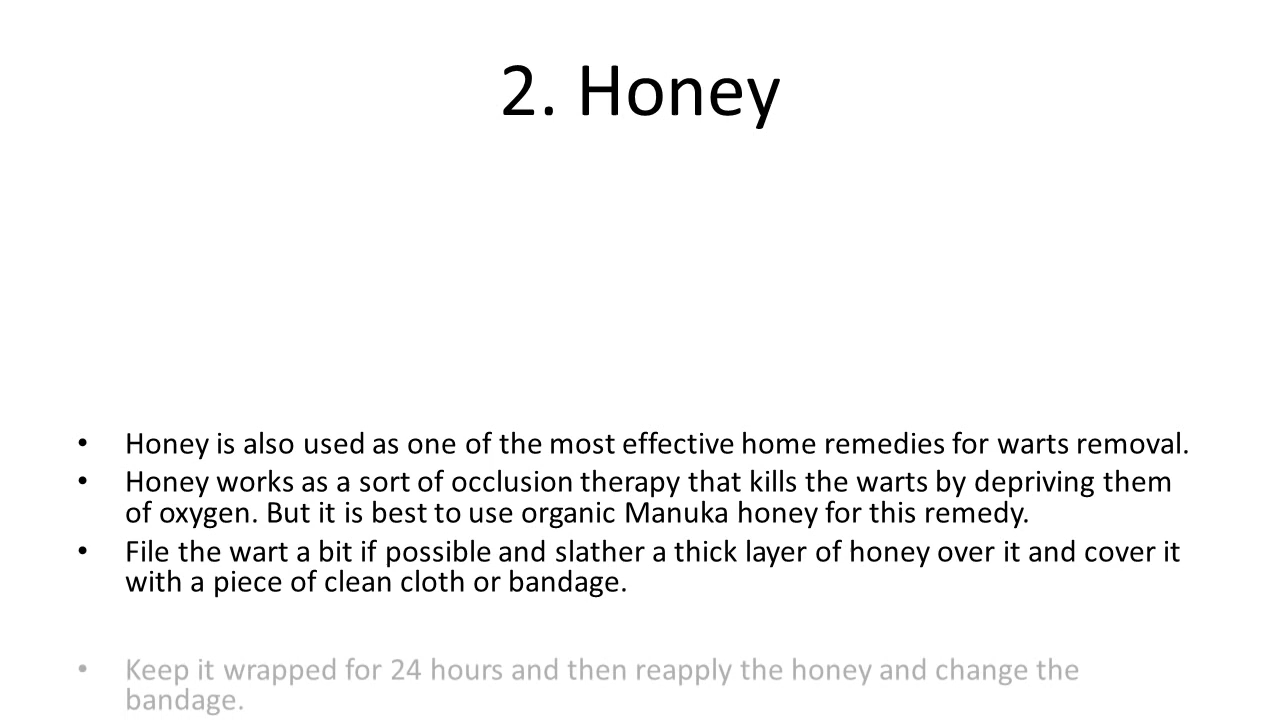 2. Honey
• Honey is also used as one of the most effective home remedies for warts removal.
• Honey works as a sort of occlusion therapy that kills the warts by depriving them
of oxygen. But it is best to use organic Manuka honey for this remedy.
• File the wart a bit if possible and slather a thick layer of honey over it and cover it
with a piece of clean cloth or bandage.
• Keep it wrapped for 24 hours and then reapply the honey and change the
bandage.